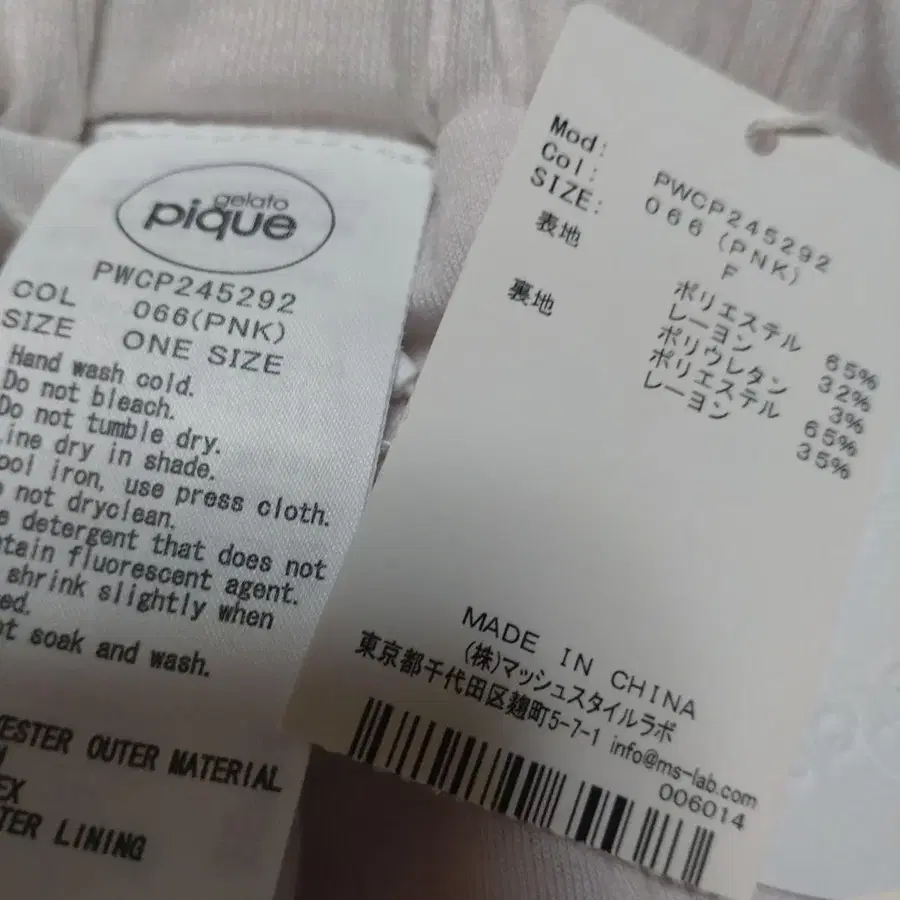 gelato
pique
PWCP245292
COL 066(PNK)
SIZE ONE SIZE
Hand wash cold.
Do not bleach.
Do not tumble dry.
ine dry in shade.
ool iron, use press cloth.
not dryclean.
e detergent that does not
tain fluorescent agent.
shrink slightly when
ed.
t soak and wash.
ESTER OUTER MATERIAL
EX
TER LINING
Mod: PWCP245292
Col: 066 (PNK)
SIZE: F
表地 ポリエステル 65%
レーヨン 32%
ポリウレタン 3%
裏地 ポリエステル 65%
レーヨン 35%
MADE IN CHINA
(株)マッシュスタイルラボ
東京都千代田区麹町5-7-1 info@ms-lab.com
006014